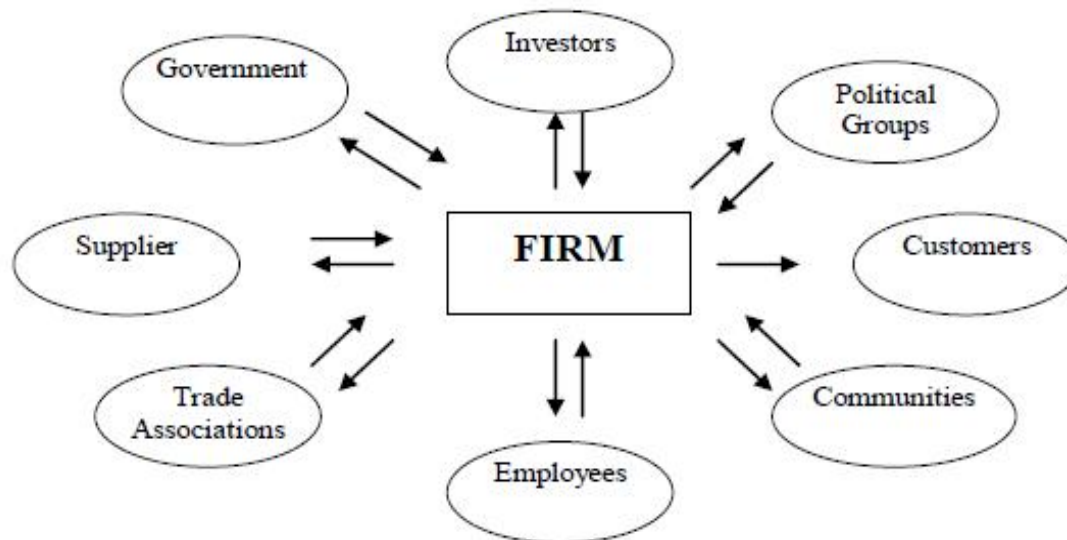 Investors
Government
Political
Groups
Supplier
FIRM
Customers
Trade
Associations
Communities
Employees